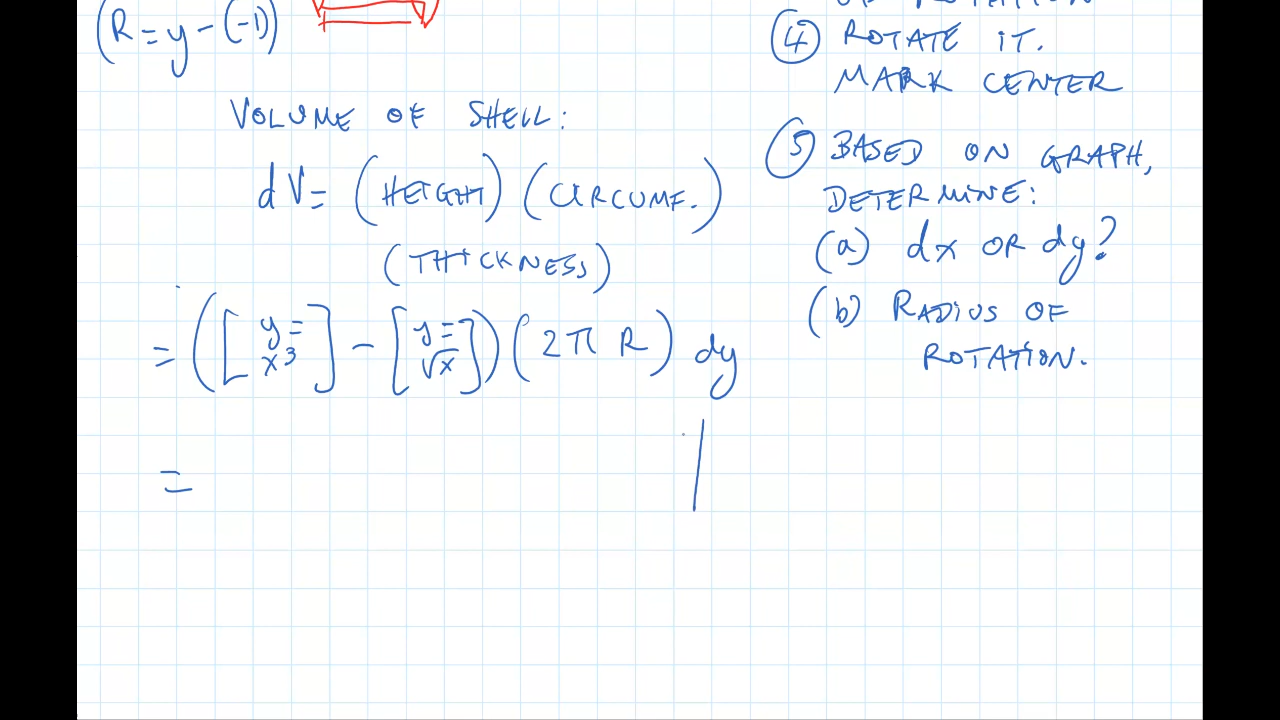 (R = y - (-1))
VOLUME OF SHELL:
dV = (HEIGHT) (CIRCUMF.)
(THICKNESS)
= ([y = x³] - [y = √x]) (2π R) dy
=
④ ROTATE IT.
MARK CENTER
⑤ BASED ON GRAPH,
DETERMINE:
(a) dx OR dy?
(b) RADIUS OF
ROTATION.